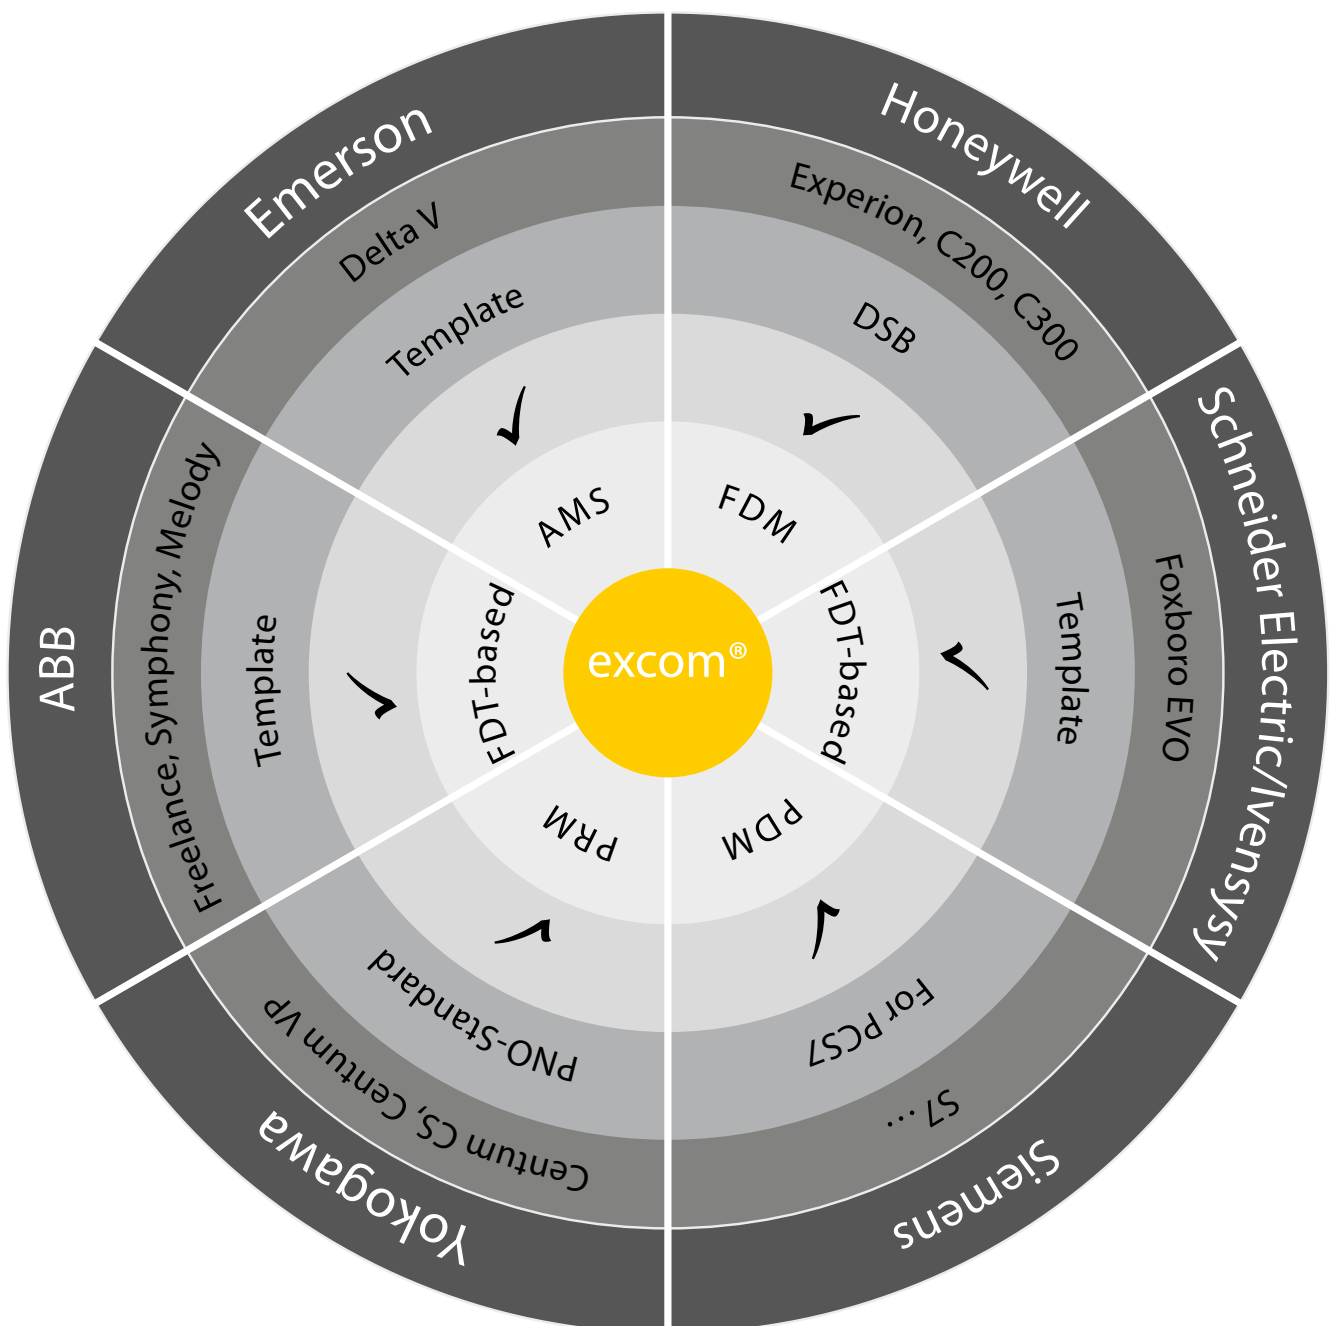 Honeywell
Experion, C200, C300
DSB
✓
FDM
Schneider Electric/Ivensysy
Foxboro EVO
Template
✓
FDT-based
Siemens
S7 ...
For PCS7
✓
PDM
Yokogawa
Centum CS, Centum VP
PNO-Standard
✓
PRM
ABB
Freelance, Symphony, Melody
Template
✓
FDT-based
Emerson
Delta V
Template
✓
AMS
excom®